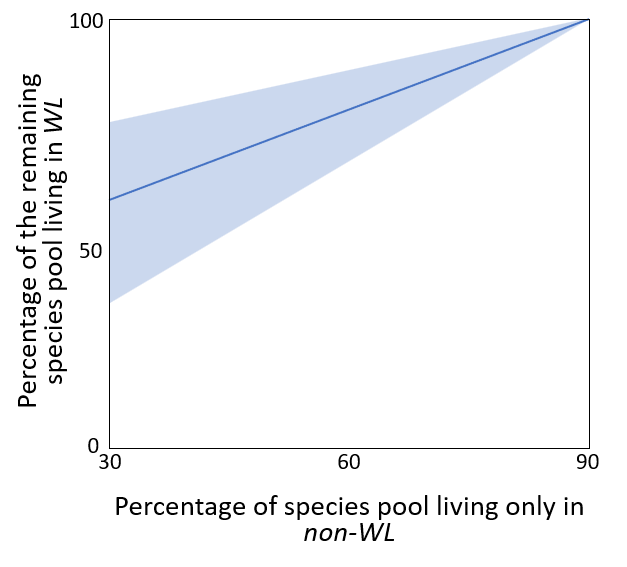 Percentage of the remaining
species pool living in WL
100
50
0
30 60 90
Percentage of species pool living only in
non-WL